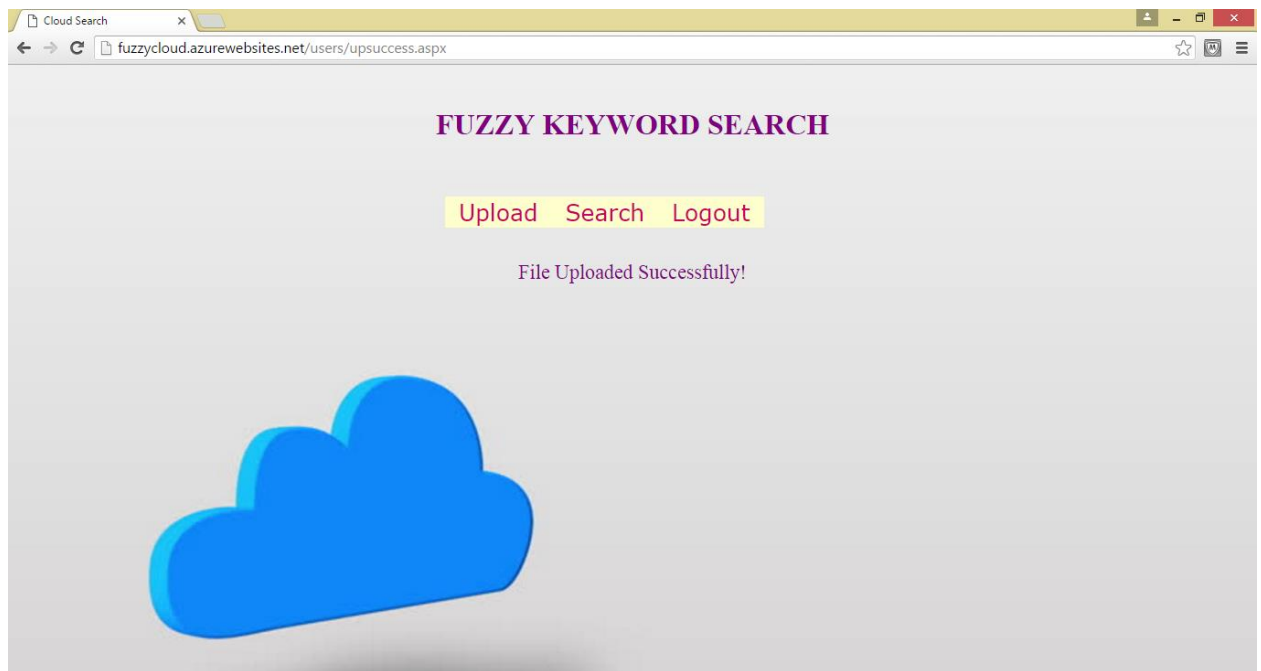 Cloud Search
fuzzycloud.azurewebsites.net/users/upsuccess.aspx
FUZZY KEYWORD SEARCH
Upload Search Logout
File Uploaded Successfully!